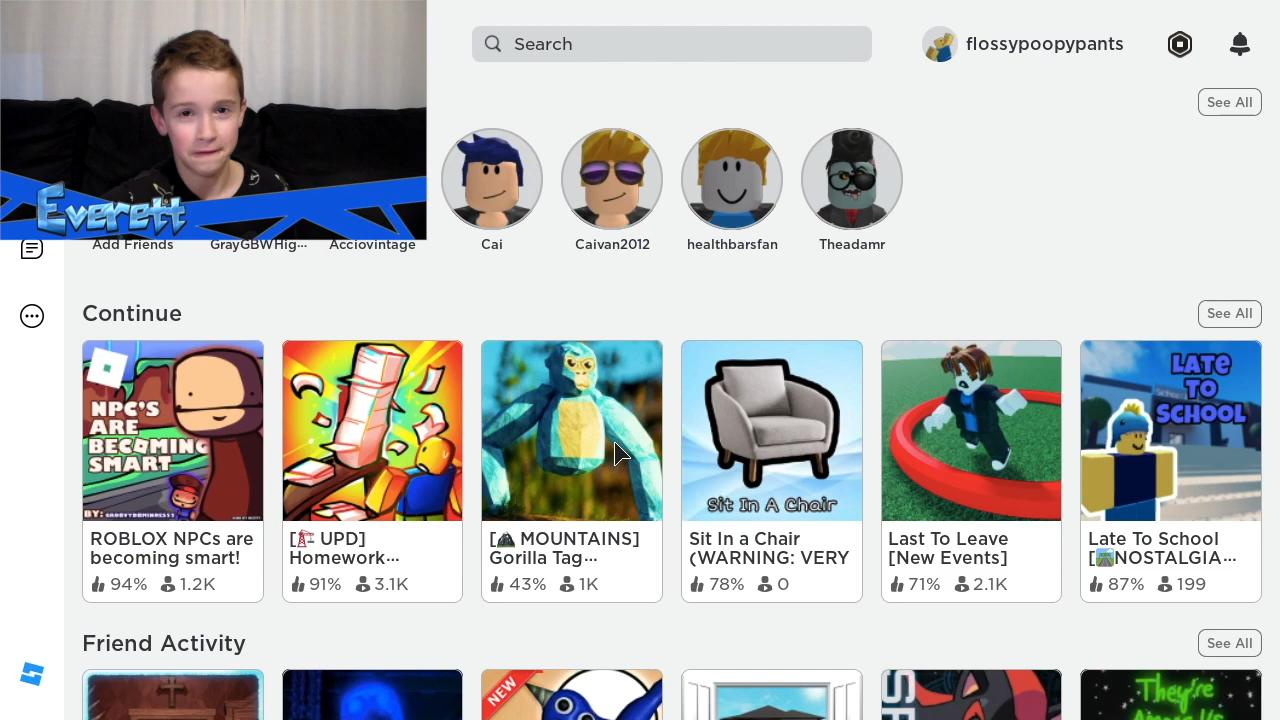 Search
flossypoopypants
See All
Everett
Add Friends
GrayGBWHig...
Acciovintage
Cai
Caivan2012
healthbarsfan
Theadamr
Continue
See All
NPC'S
ARE
BECOMING
SMART
BY: GROOVYDOMINOES52
LATE
TO
SCHOOL
Sit In A Chair
ROBLOX NPCs are
becoming smart!
94% 1.2K
[🏗️ UPD]
Homework...
91% 3.1K
[⛰️ MOUNTAINS]
Gorilla Tag...
43% 1K
Sit In a Chair
(WARNING: VERY
78% 0
Last To Leave
[New Events]
71% 2.1K
Late To School
[🛣️NOSTALGIA...
87% 199
Friend Activity
See All
NEW
They're